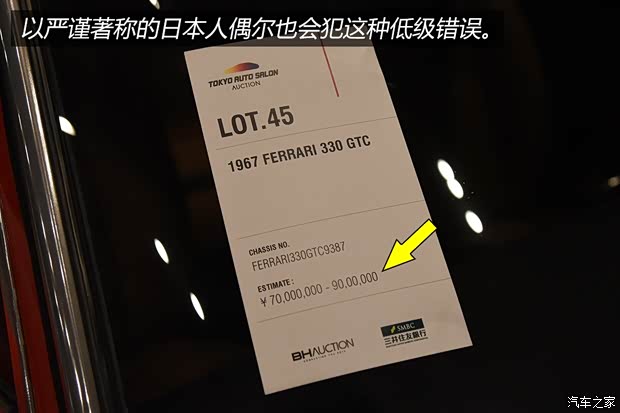 以严谨著称的日本人偶尔也会犯这种低级错误。
TOKYO AUTO SALON
AUCTION
LOT.45
1967 FERRARI 330 GTC
CHASSIS NO.
FERRARI330GTC9387
ESTIMATE :
¥ 70,000,000 - 90,00,000
BHAUCTION
SMBC
三井住友銀行
汽车之家